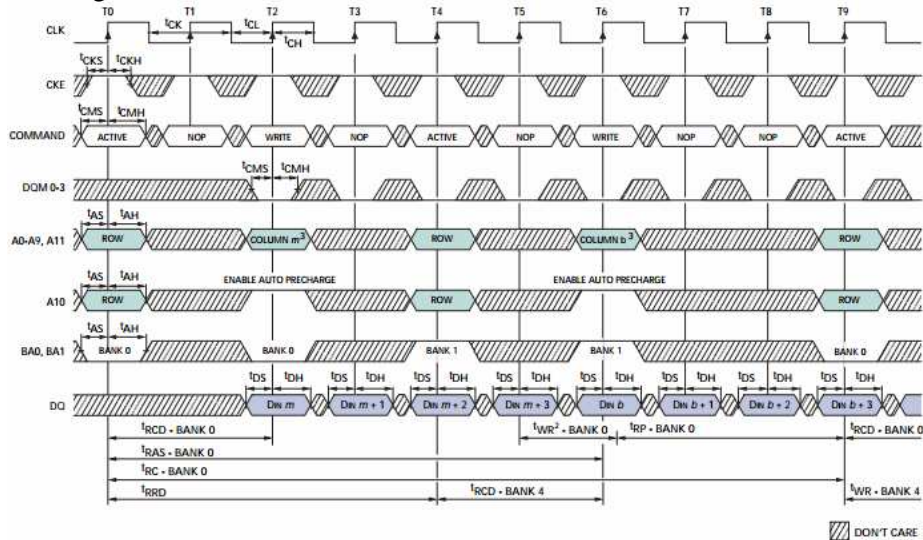 T0 T1 T2 T3 T4 T5 T6 T7 T8 T9
CLK tCK tCL tCH
CKE tCKS tCKH
tCMS tCMH
COMMAND ACTIVE NOP WRITE NOP ACTIVE NOP WRITE NOP NOP ACTIVE
tCMS tCMH
DQM 0-3
tAS tAH
A0-A9, A11 ROW COLUMN m³ ROW COLUMN b³ ROW
tAS tAH ENABLE AUTO PRECHARGE ENABLE AUTO PRECHARGE
A10 ROW ROW ROW
tAS tAH
BA0, BA1 BANK 0 BANK 0 BANK 1 BANK 1 BANK 0
tDS tDH tDS tDH tDS tDH tDS tDH tDS tDH tDS tDH tDS tDH tDS tDH
DQ DIN m DIN m + 1 DIN m + 2 DIN m + 3 DIN b DIN b + 1 DIN b + 2 DIN b + 3
tRCD - BANK 0 tWR² - BANK 0 tRP - BANK 0 tRCD - BANK 0
tRAS - BANK 0
tRC - BANK 0
tRRD tRCD - BANK 4 tWR - BANK 4
DON'T CARE